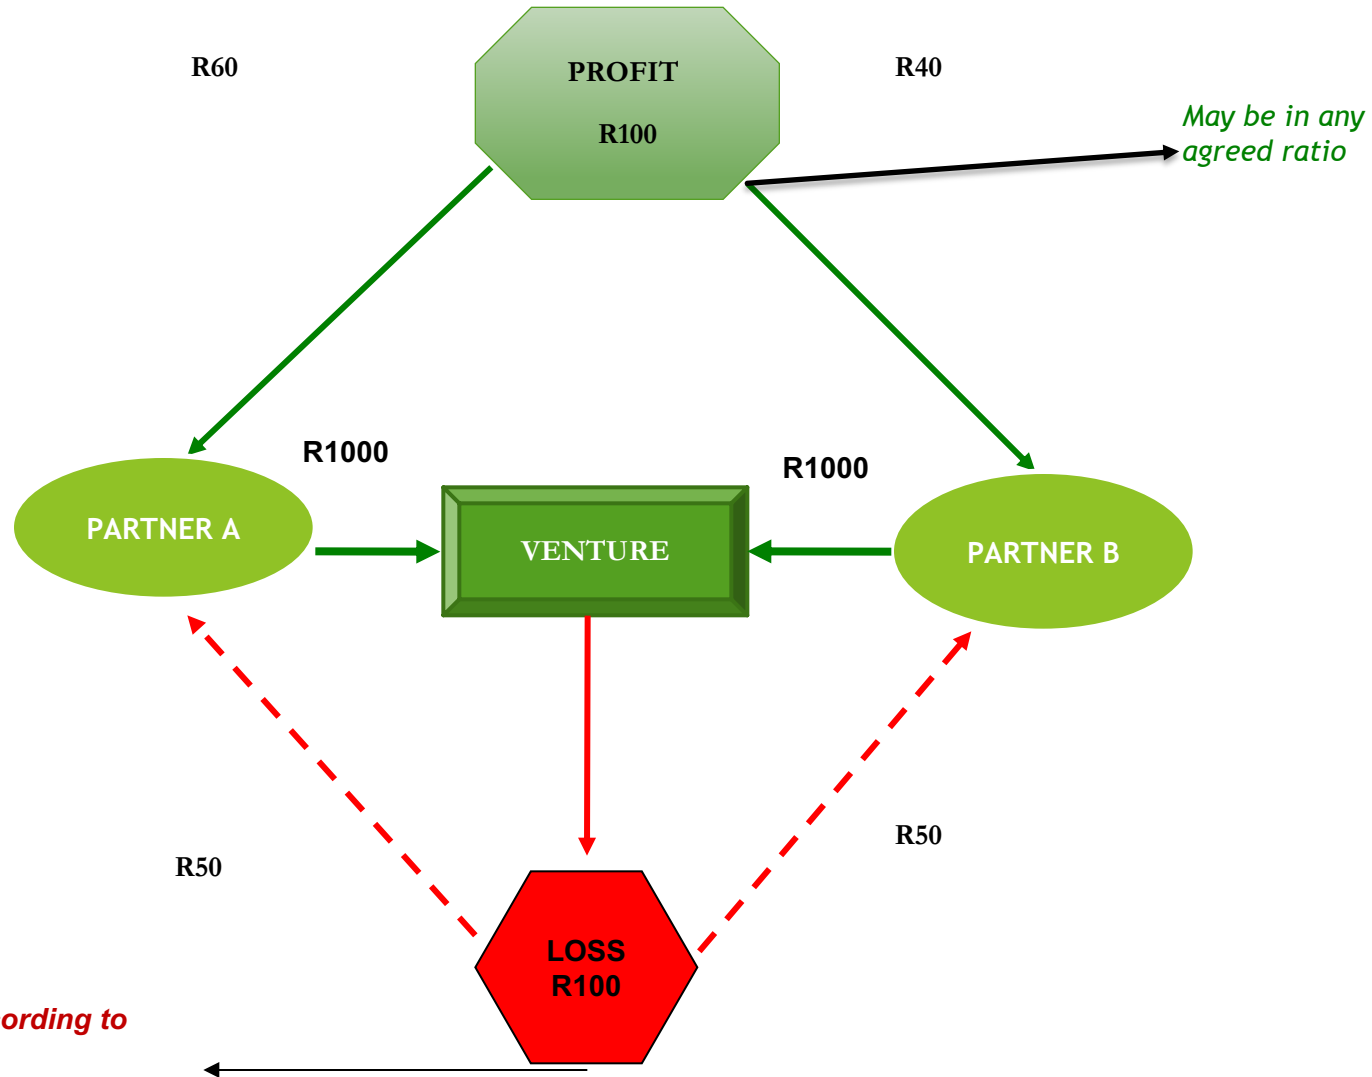 R60
PROFIT
R100
R40
May be in any
agreed ratio
R1000
R1000
PARTNER A
VENTURE
PARTNER B
R50
R50
LOSS
R100
to